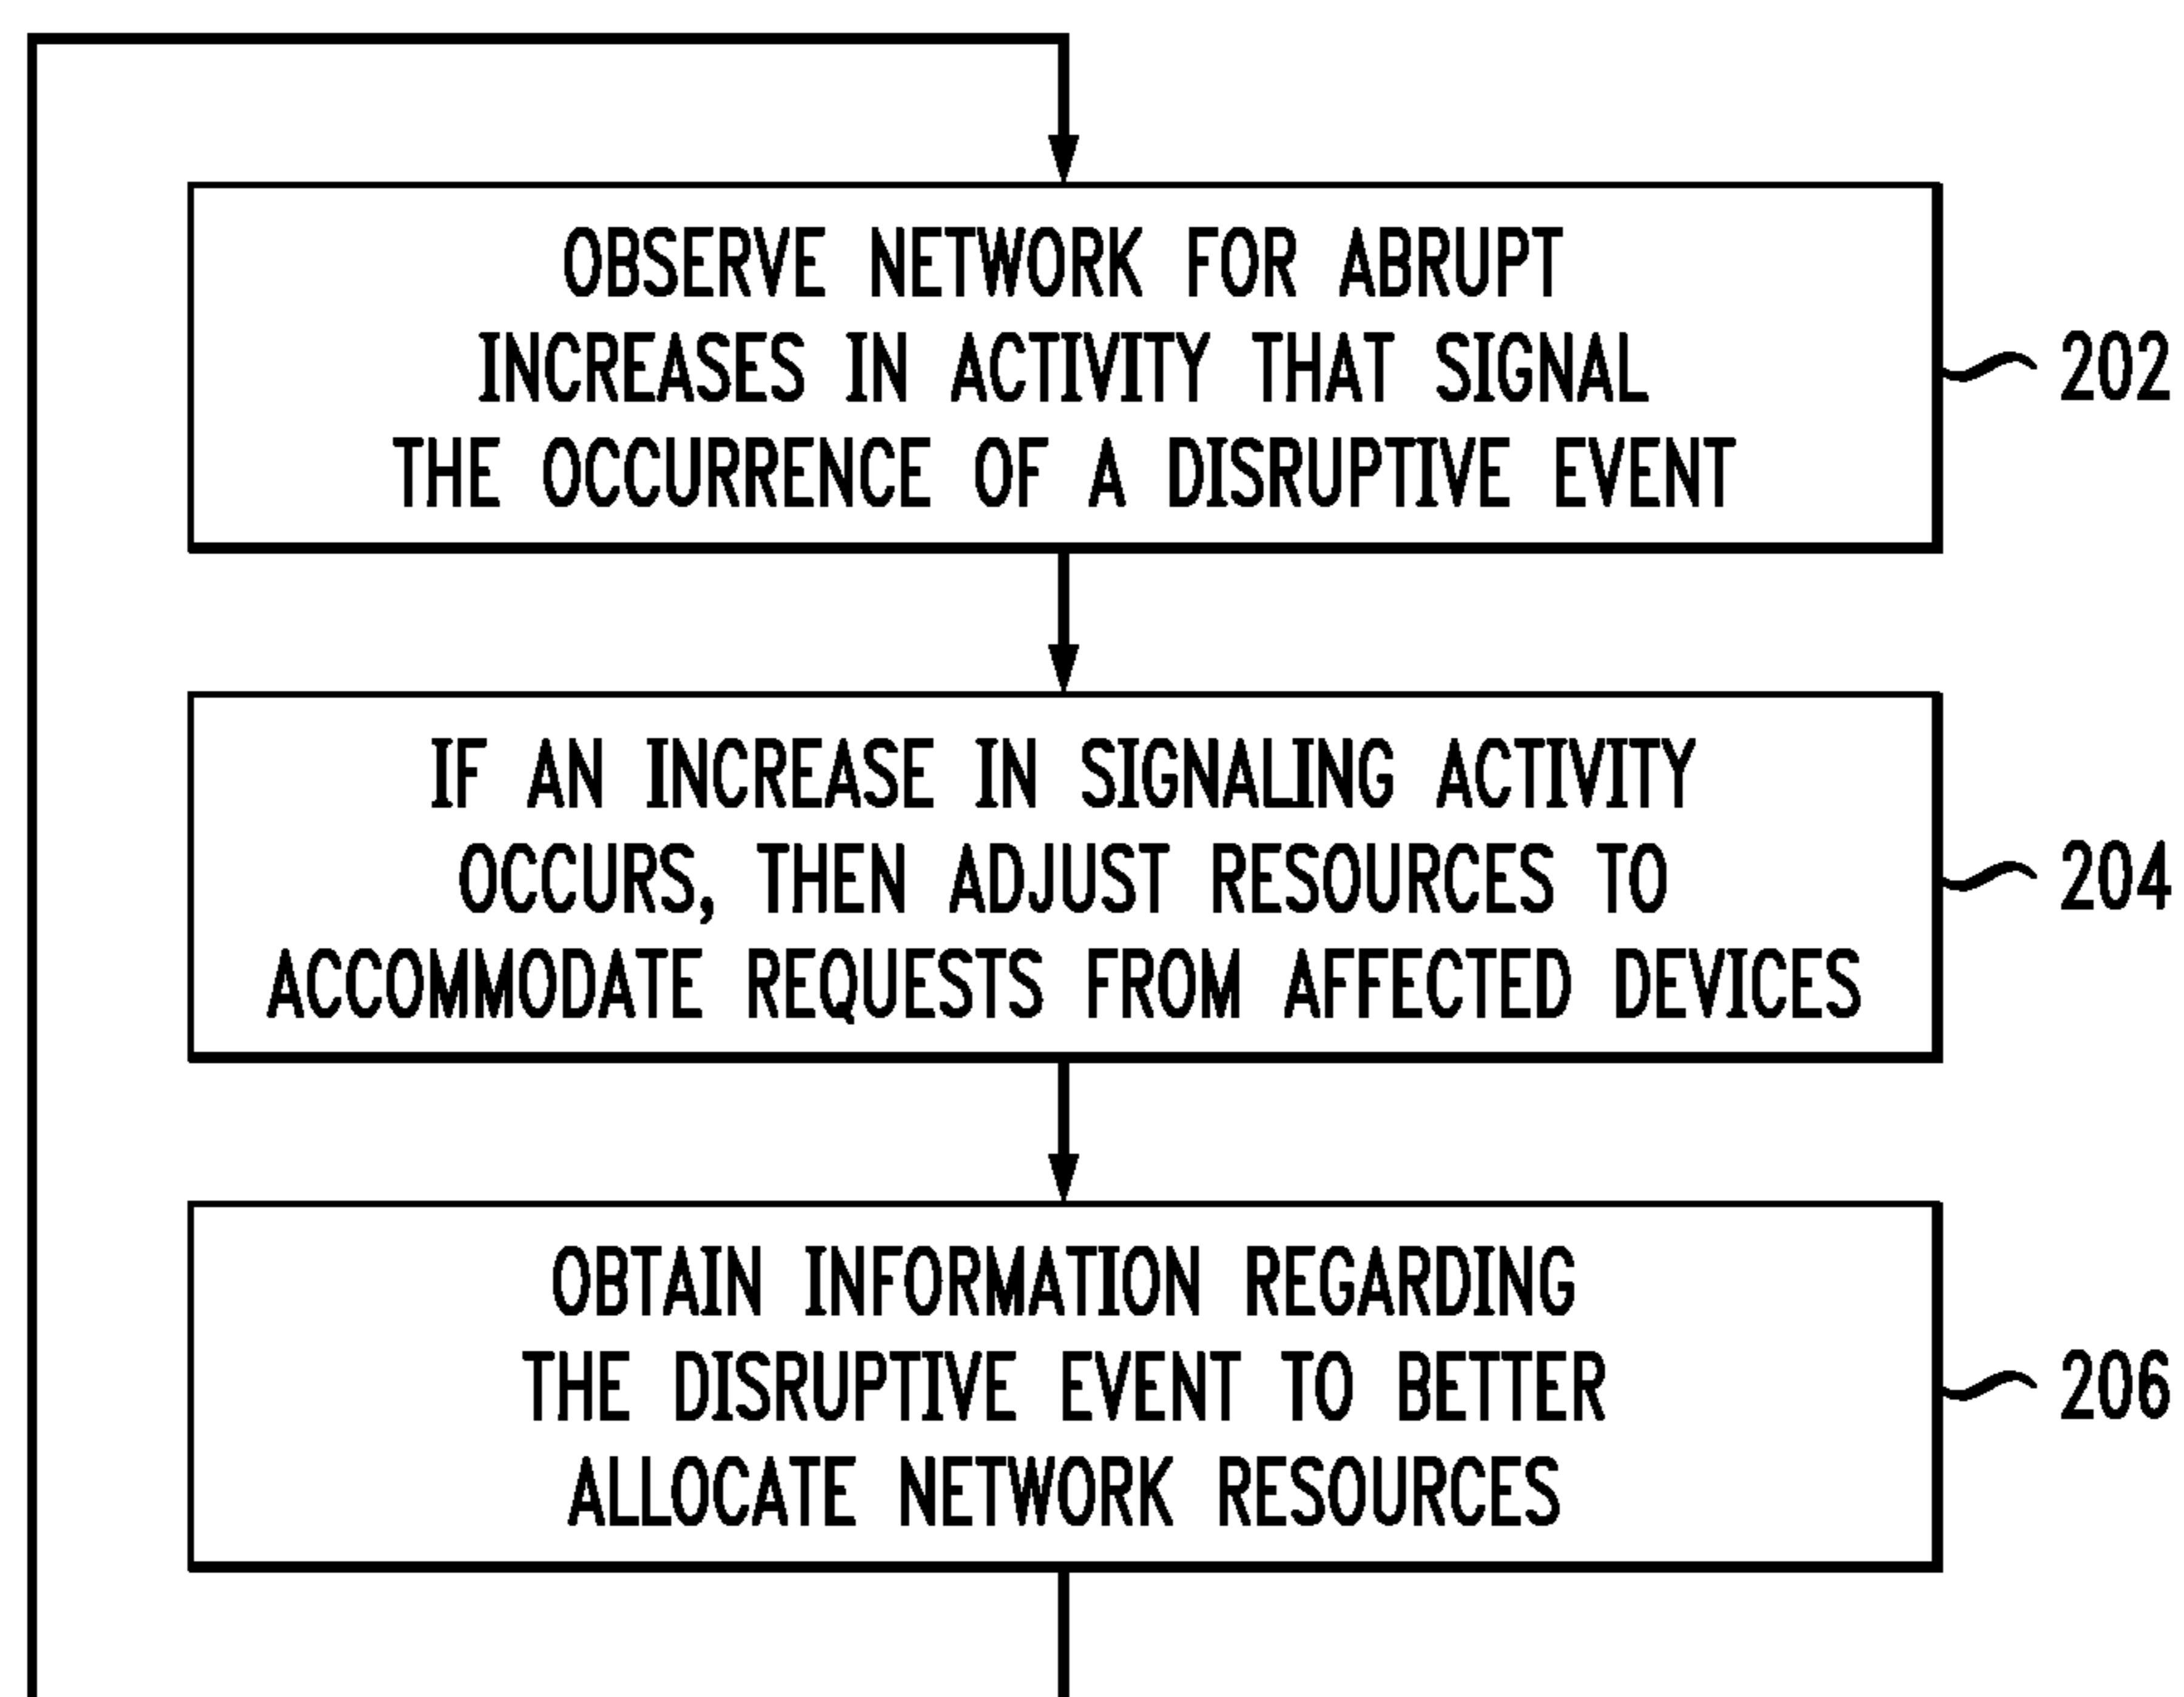 OBSERVE NETWORK FOR ABRUPT
INCREASES IN ACTIVITY THAT SIGNAL
THE OCCURRENCE OF A DISRUPTIVE EVENT
202
IF AN INCREASE IN SIGNALING ACTIVITY
OCCURS, THEN ADJUST RESOURCES TO
ACCOMMODATE REQUESTS FROM AFFECTED DEVICES
204
OBTAIN INFORMATION REGARDING
THE DISRUPTIVE EVENT TO BETTER
ALLOCATE NETWORK RESOURCES
206